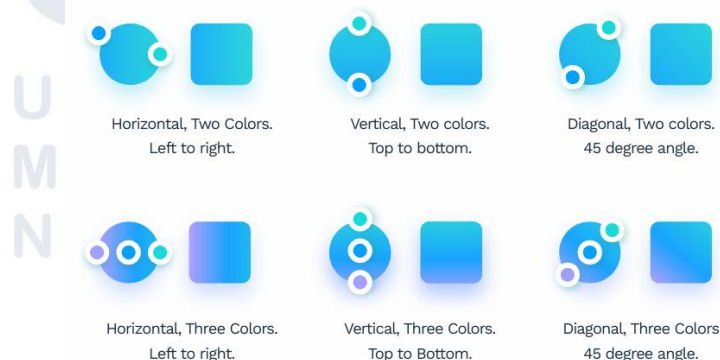 U
M
N
Horizontal, Two Colors.
Left to right.
Vertical, Two colors.
Top to bottom.
Diagonal, Two colors.
45 degree angle.
Horizontal, Three Colors.
Left to right.
Vertical, Three Colors.
Top to Bottom.
Diagonal, Three Colors
45 degree angle.